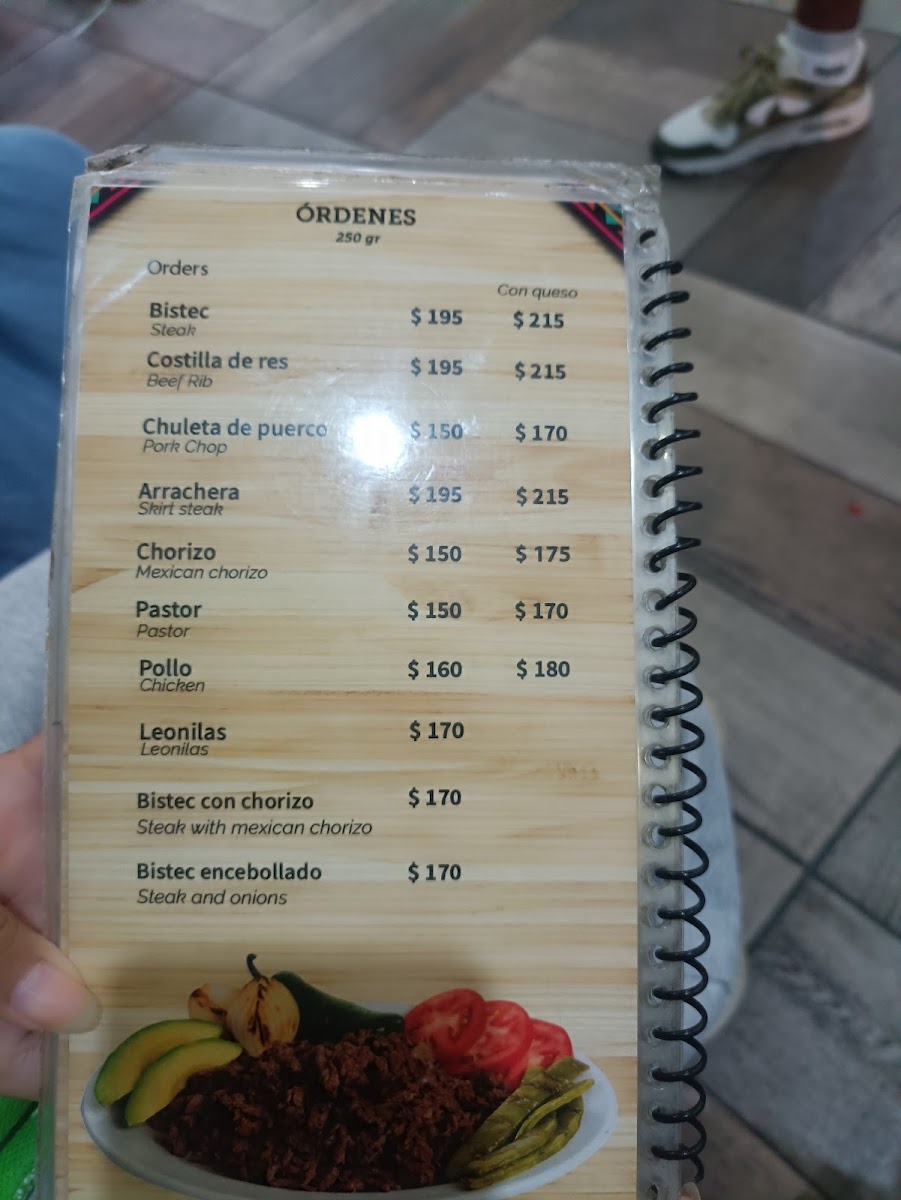 ÓRDENES
250 gr
Orders
Con queso
Bistec $ 195 $ 215
Steak
Costilla de res $ 195 $ 215
Beef Rib
Chuleta de puerco $ 150 $ 170
Pork Chop
Arrachera $ 195 $ 215
Skirt steak
Chorizo $ 150 $ 175
Mexican chorizo
Pastor $ 150 $ 170
Pastor
Pollo $ 160 $ 180
Chicken
Leonilas $ 170
Leonilas
Bistec con chorizo $ 170
Steak with mexican chorizo
Bistec encebollado $ 170
Steak and onions